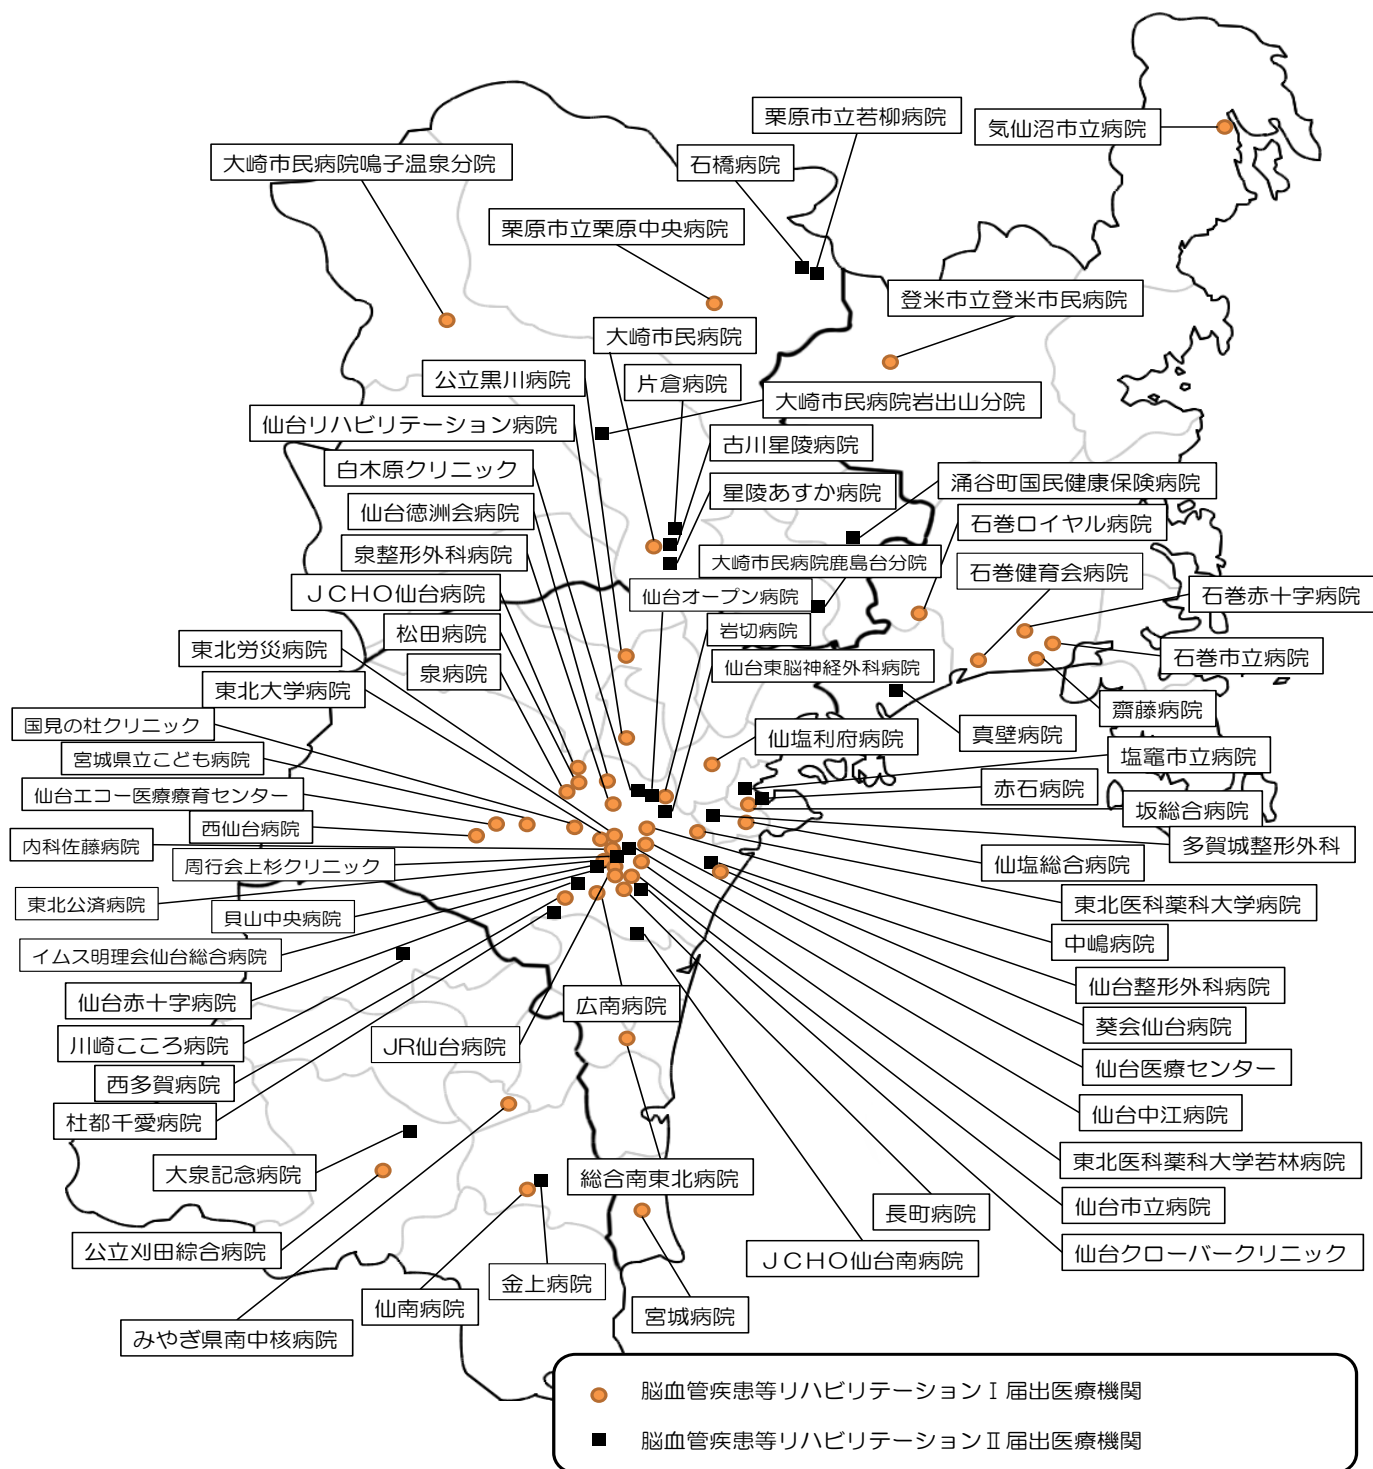 栗原市立若柳病院
気仙沼市立病院
大崎市民病院鳴子温泉分院
石橋病院
栗原市立栗原中央病院
登米市立登米市民病院
大崎市民病院
公立黒川病院
片倉病院
大崎市民病院岩出山分院
仙台リハビリテーション病院
古川星陵病院
白木原クリニック
星陵あすか病院
涌谷町国民健康保険病院
仙台徳洲会病院
石巻ロイヤル病院
泉整形外科病院
大崎市民病院鹿島台分院
石巻健育会病院
JCHO仙台病院
仙台オープン病院
石巻赤十字病院
松田病院
岩切病院
東北労災病院
石巻市立病院
泉病院
仙台東脳神経外科病院
東北大学病院
齋藤病院
国見の杜クリニック
仙塩利府病院
真壁病院
宮城県立こども病院
塩竈市立病院
仙台エコー医療療育センター
赤石病院
坂総合病院
西仙台病院
多賀城整形外科
内科佐藤病院
周行会上杉クリニック
仙塩総合病院
東北公済病院
貝山中央病院
東北医科薬科大学病院
イムス明理会仙台総合病院
中嶋病院
仙台赤十字病院
広南病院
仙台整形外科病院
川崎こころ病院
JR仙台病院
葵会仙台病院
西多賀病院
仙台医療センター
杜都千愛病院
仙台中江病院
大泉記念病院
総合南東北病院
東北医科薬科大学若林病院
長町病院
仙台市立病院
公立刈田綜合病院
JCHO仙台南病院
仙台クローバークリニック
金上病院
仙南病院
宮城病院
みやぎ県南中核病院
脳血管疾患等リハビリテーションⅠ届出医療機関
脳血管疾患等リハビリテーションⅡ届出医療機関